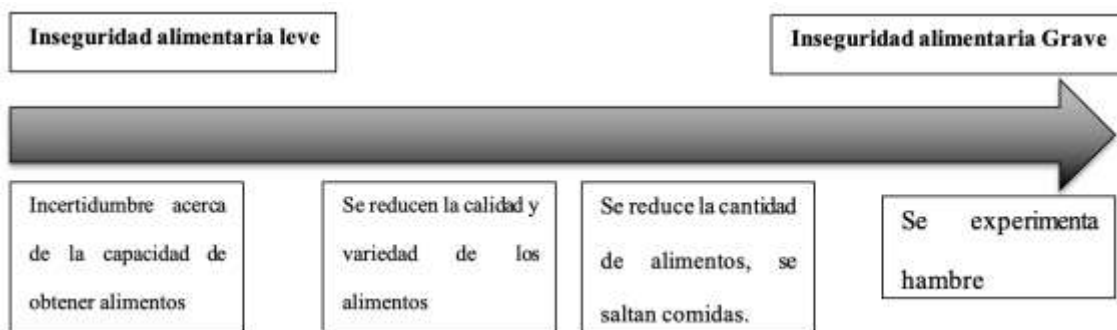 Inseguridad alimentaria leve
Inseguridad alimentaria Grave
Incertidumbre acerca
de la capacidad de
obtener alimentos
Se reducen la calidad y
variedad de los
alimentos
Se reduce la cantidad
de alimentos, se
saltan comidas.
Se experimenta
hambre